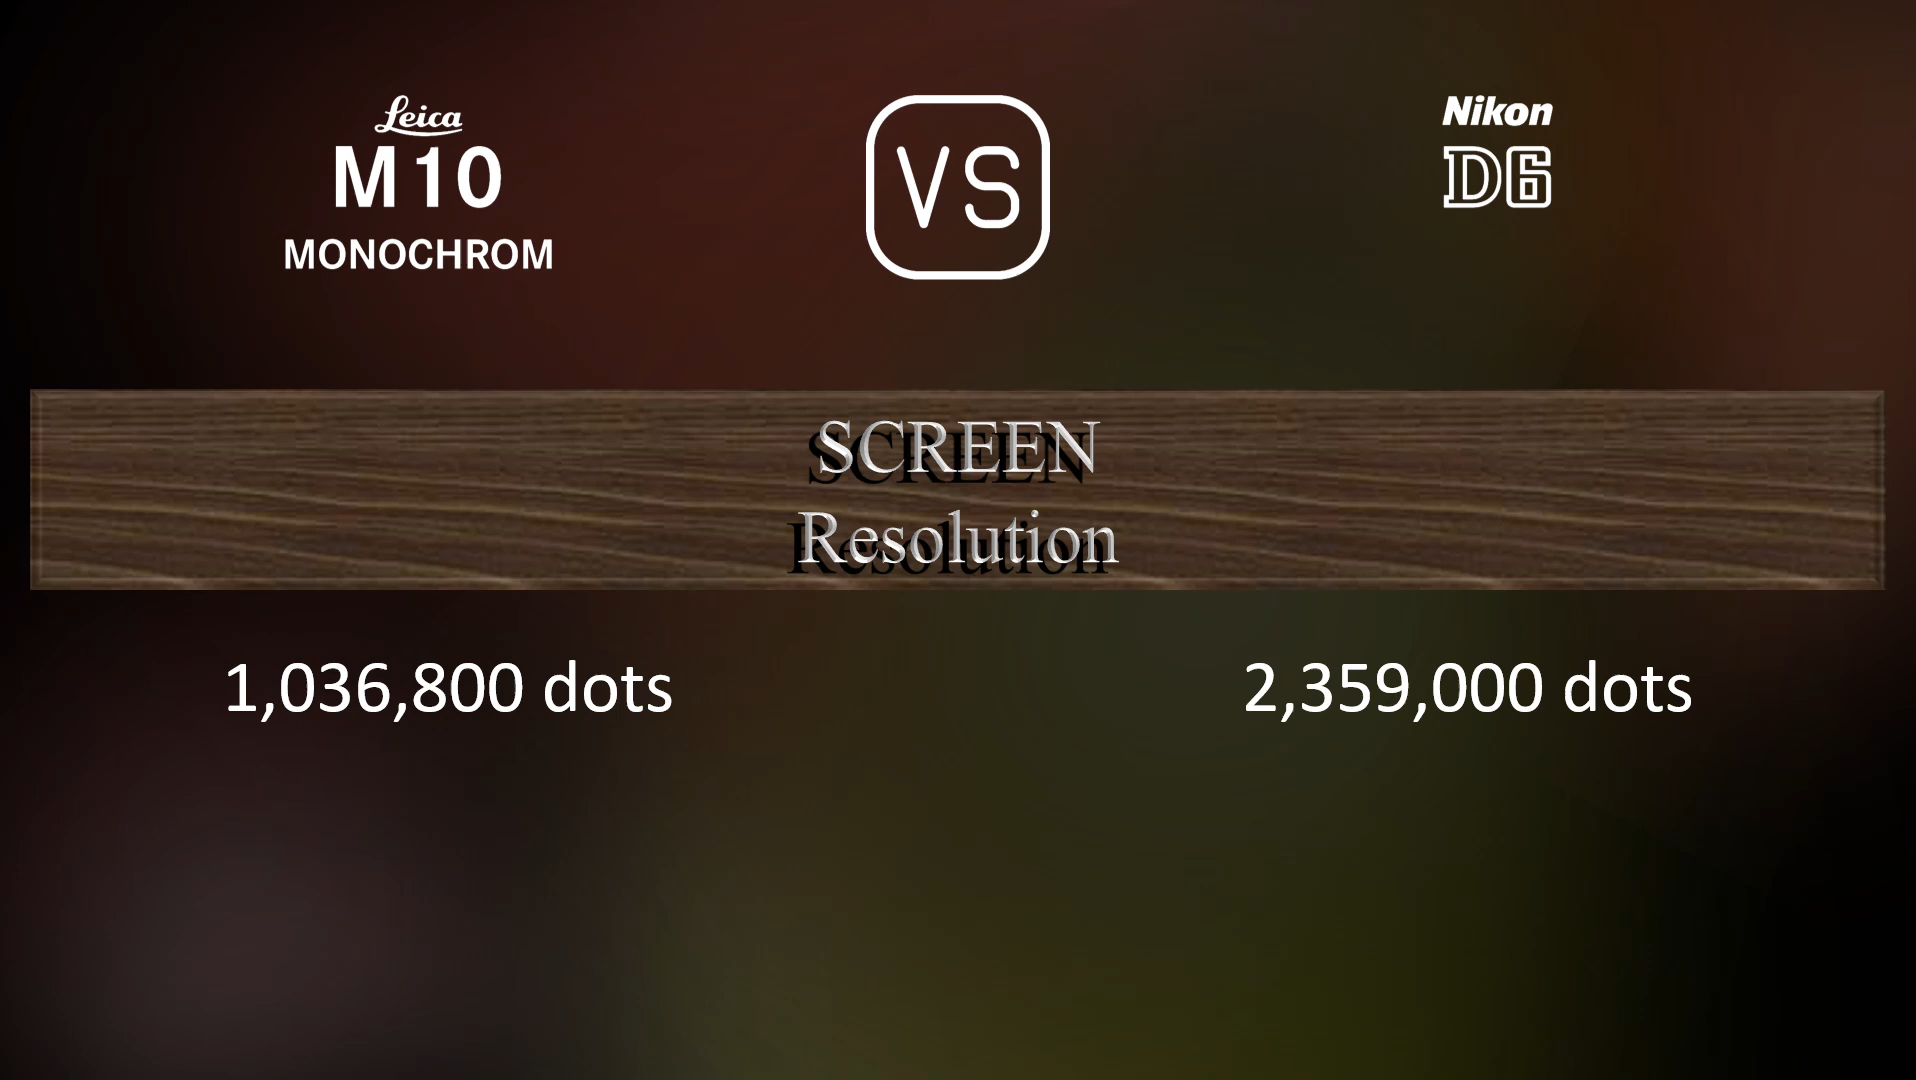 Leica
M10
MONOCHROM
VS
Nikon
D6
SCREEN
Resolution
1,036,800 dots
2,359,000 dots